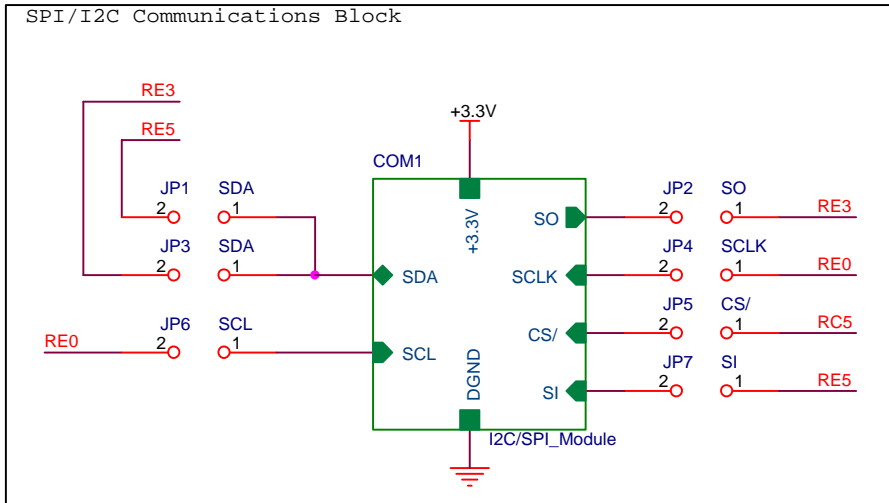 SPI/I2C Communications Block
RE3
+3.3V
RE5
COM1
JP1 SDA
2 1
JP2 SO
2 1
RE3
+3.3V
SO
JP3 SDA
2 1
SDA
SCLK
JP4 SCLK
2 1
RE0
JP6 SCL
RE0
2 1
SCL
CS/
JP5 CS/
2 1
RC5
DGND
SI
JP7 SI
2 1
RE5
I2C/SPI_Module